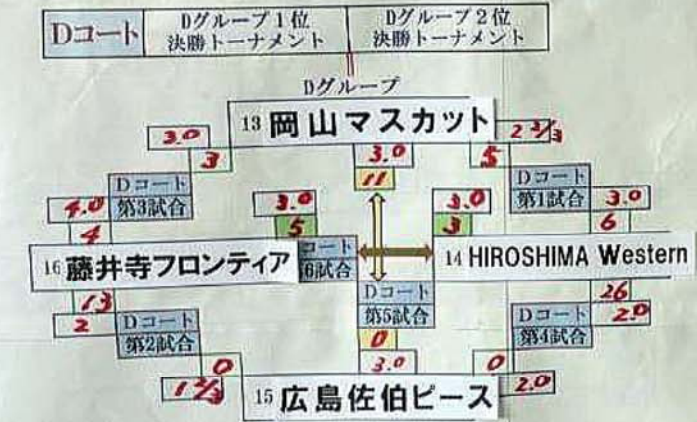 Dコート Dグループ1位 Dグループ2位
決勝トーナメント 決勝トーナメント
Dグループ
13 岡山マスカット
3.0 3 3.0 11 5 2 2/3
Dコート
第3試合
Dコート
第1試合
4.0 4 3.0 5 3.0 3 3.0 6
16 藤井寺フロンティア
コート
14 HIROSHIMA Western
13 2
Dコート
第2試合
Dコート
第5試合
Dコート
第4試合
26 2.0
0 1 2/3 0 3.0 0 2.0
15 広島佐伯ピース